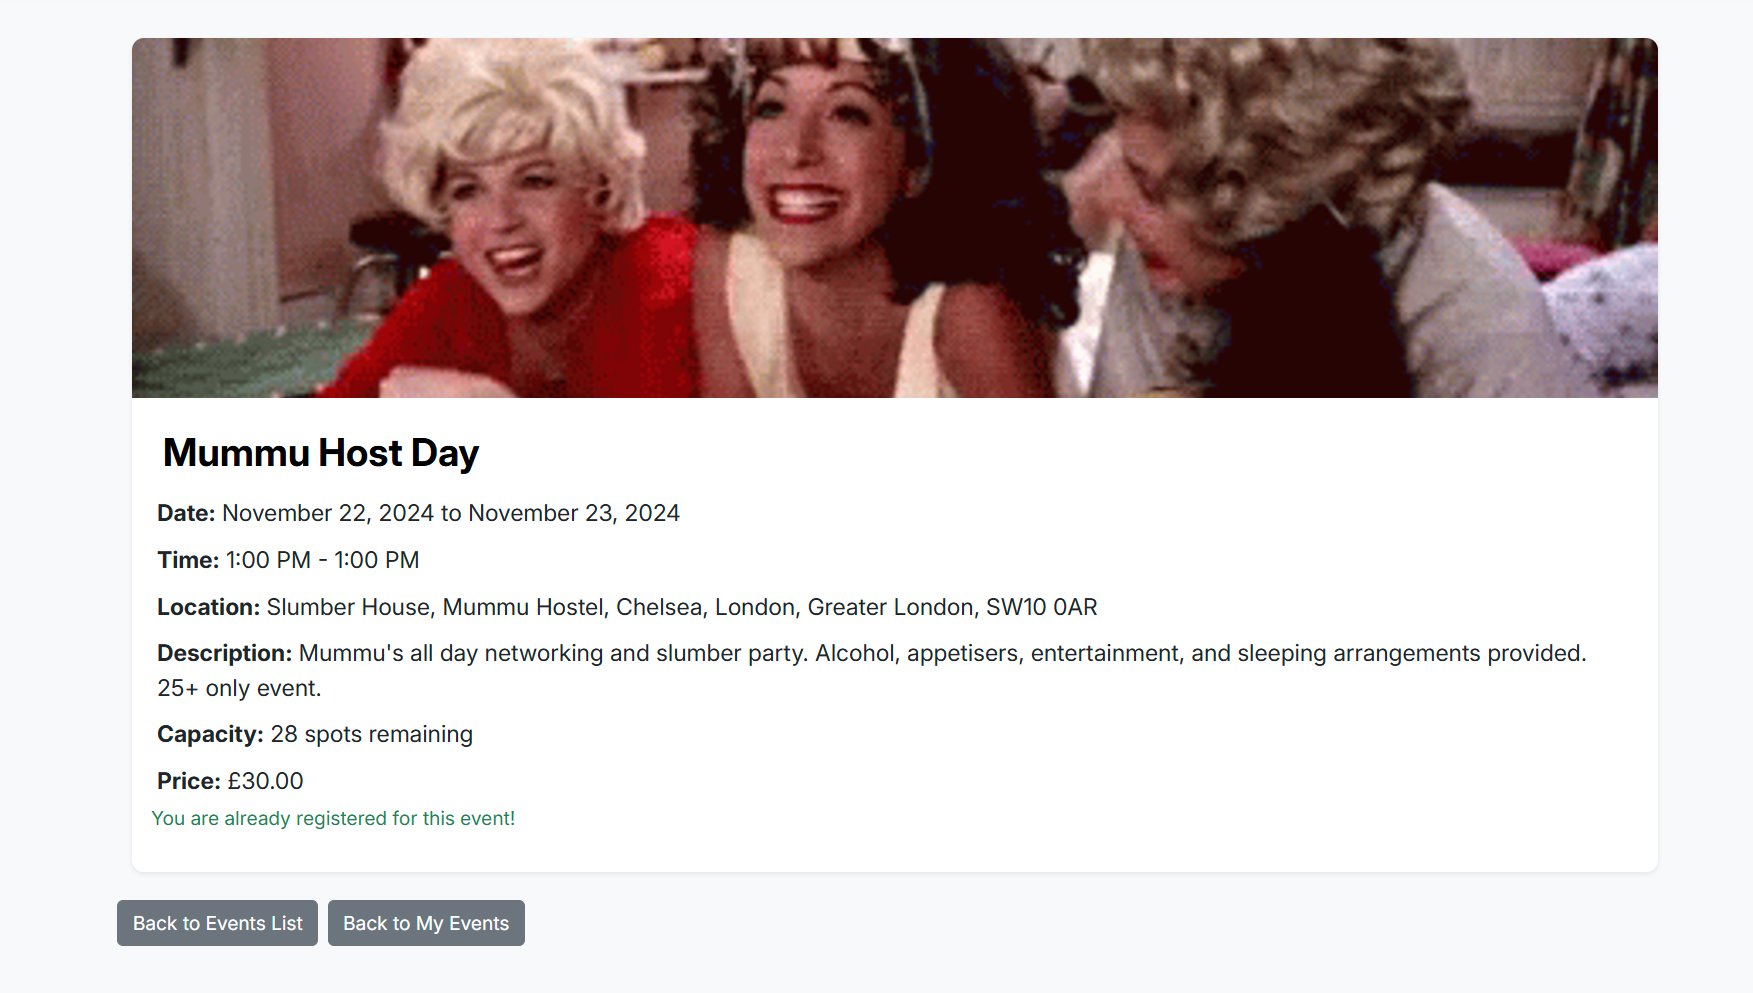 Mummu Host Day
Date: November 22, 2024 to November 23, 2024
Time: 1:00 PM - 1:00 PM
Location: Slumber House, Mummu Hostel, Chelsea, London, Greater London, SW10 0AR
Description: Mummu's all day networking and slumber party. Alcohol, appetisers, entertainment, and sleeping arrangements provided.
25+ only event.
Capacity: 28 spots remaining
Price: £30.00
You are already registered for this event!
Back to Events List
Back to My Events